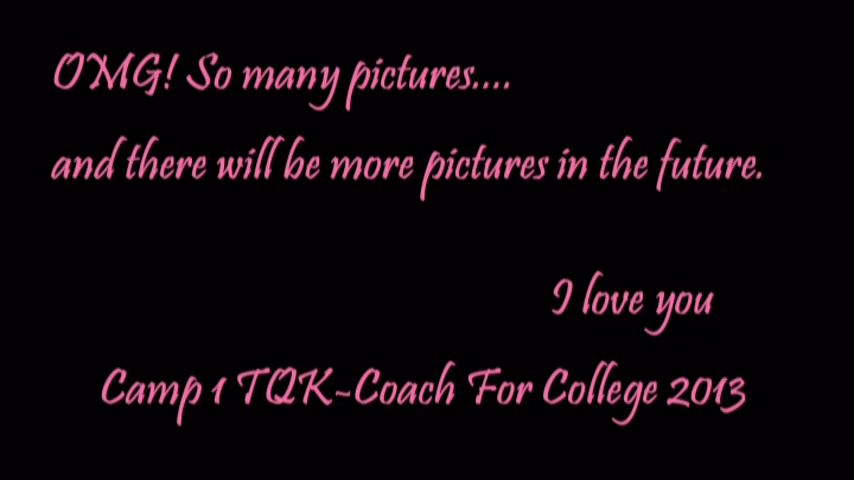 OMG! So many pictures....
and there will be more pictures in the future.
I love you
Camp 1 TQK-Coach For College 2013